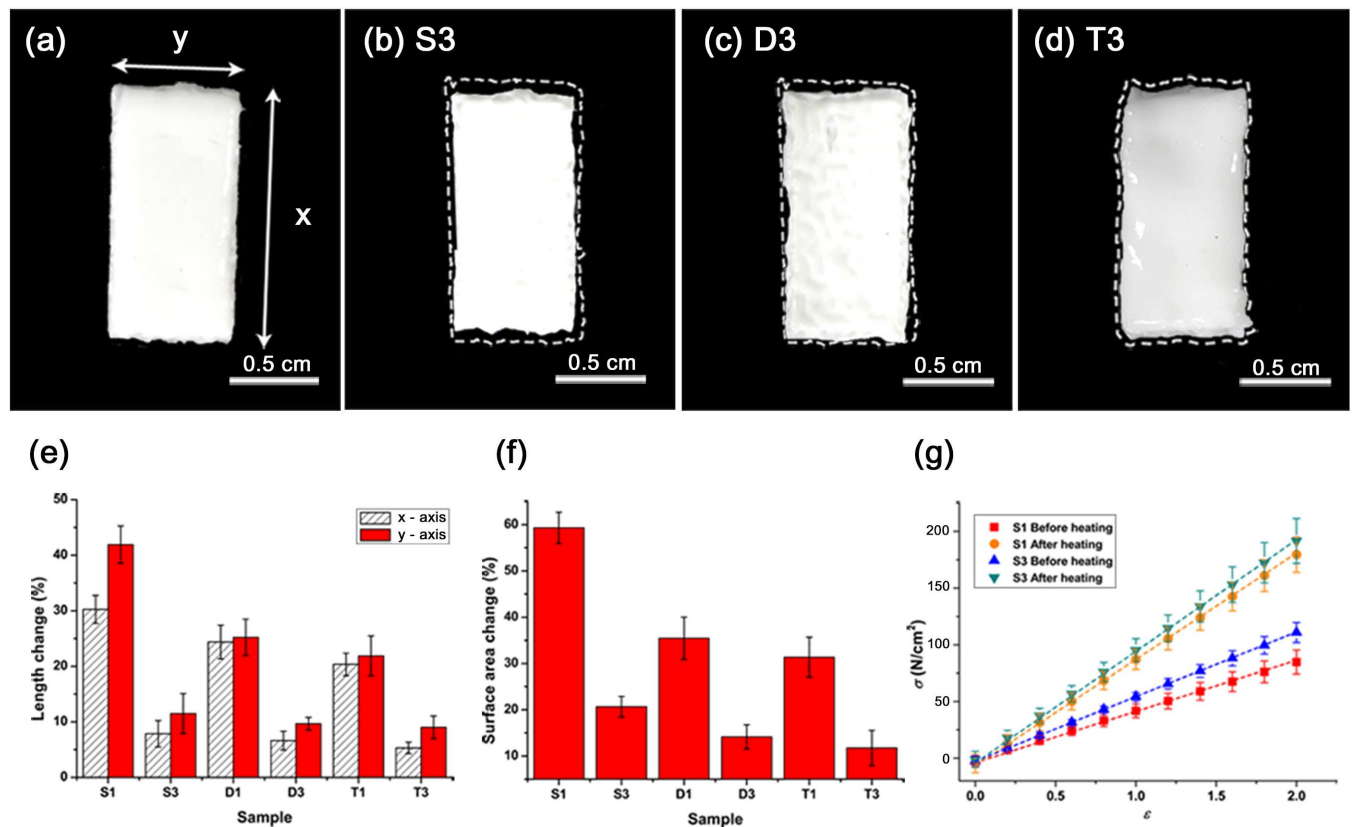 (a)
y
x
0.5 cm
(b) S3
0.5 cm
(c) D3
0.5 cm
(d) T3
0.5 cm
(e)
Length change (%)
50
40
30
20
10
0
x - axis
y - axis
S1 S3 D1 D3 T1 T3
Sample
(f)
Surface area change (%)
60
50
40
30
20
10
S1 S3 D1 D3 T1 T3
Sample
(g)
σ (N/cm²)
200
150
100
50
0
S1 Before heating
S1 After heating
S3 Before heating
S3 After heating
0.0 0.5 1.0 1.5 2.0
ε